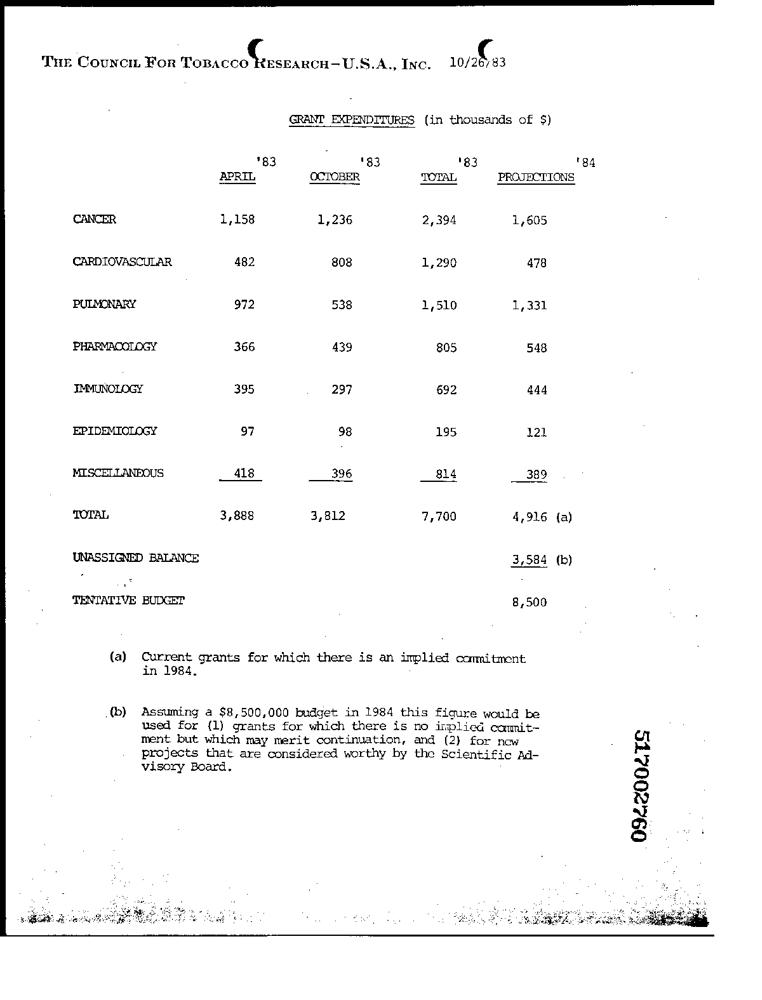 THE COUNCIL FOR TOBACCO RESEARCH-U.S.A., INC. 10/26/83
GRANT EXPENDITURES (in thousands of $)
'83 '83 '83 '84
APRIL OCTOBER TOTAL PROJECTIONS
CANCER 1,158 1,236 2,394 1,605
CARDIOVASCULAR 482 808 1,290 478
PULMONARY 972 538 1,510 1,331
PHARMACOLOGY 366 439 805 548
IMMUNOLOGY 395 297 692 444
EPIDEMIOLOGY 97 98 195 121
MISCELLANEOUS 418 396 814 389
TOTAL 3,888 3,812 7,700 4,916 (a)
UNASSIGNED BALANCE 3,584 (b)
TENTATIVE BUDGET 8,500
(a) Current grants for which there is an implied commitment
in 1984.
(b) Assuming a $8,500,000 budget in 1984 this figure would be
used for (1) grants for which there is no implied commit-
ment but which may merit continuation, and (2) for new
projects that are considered worthy by the Scientific Ad-
visory Board.
517002760